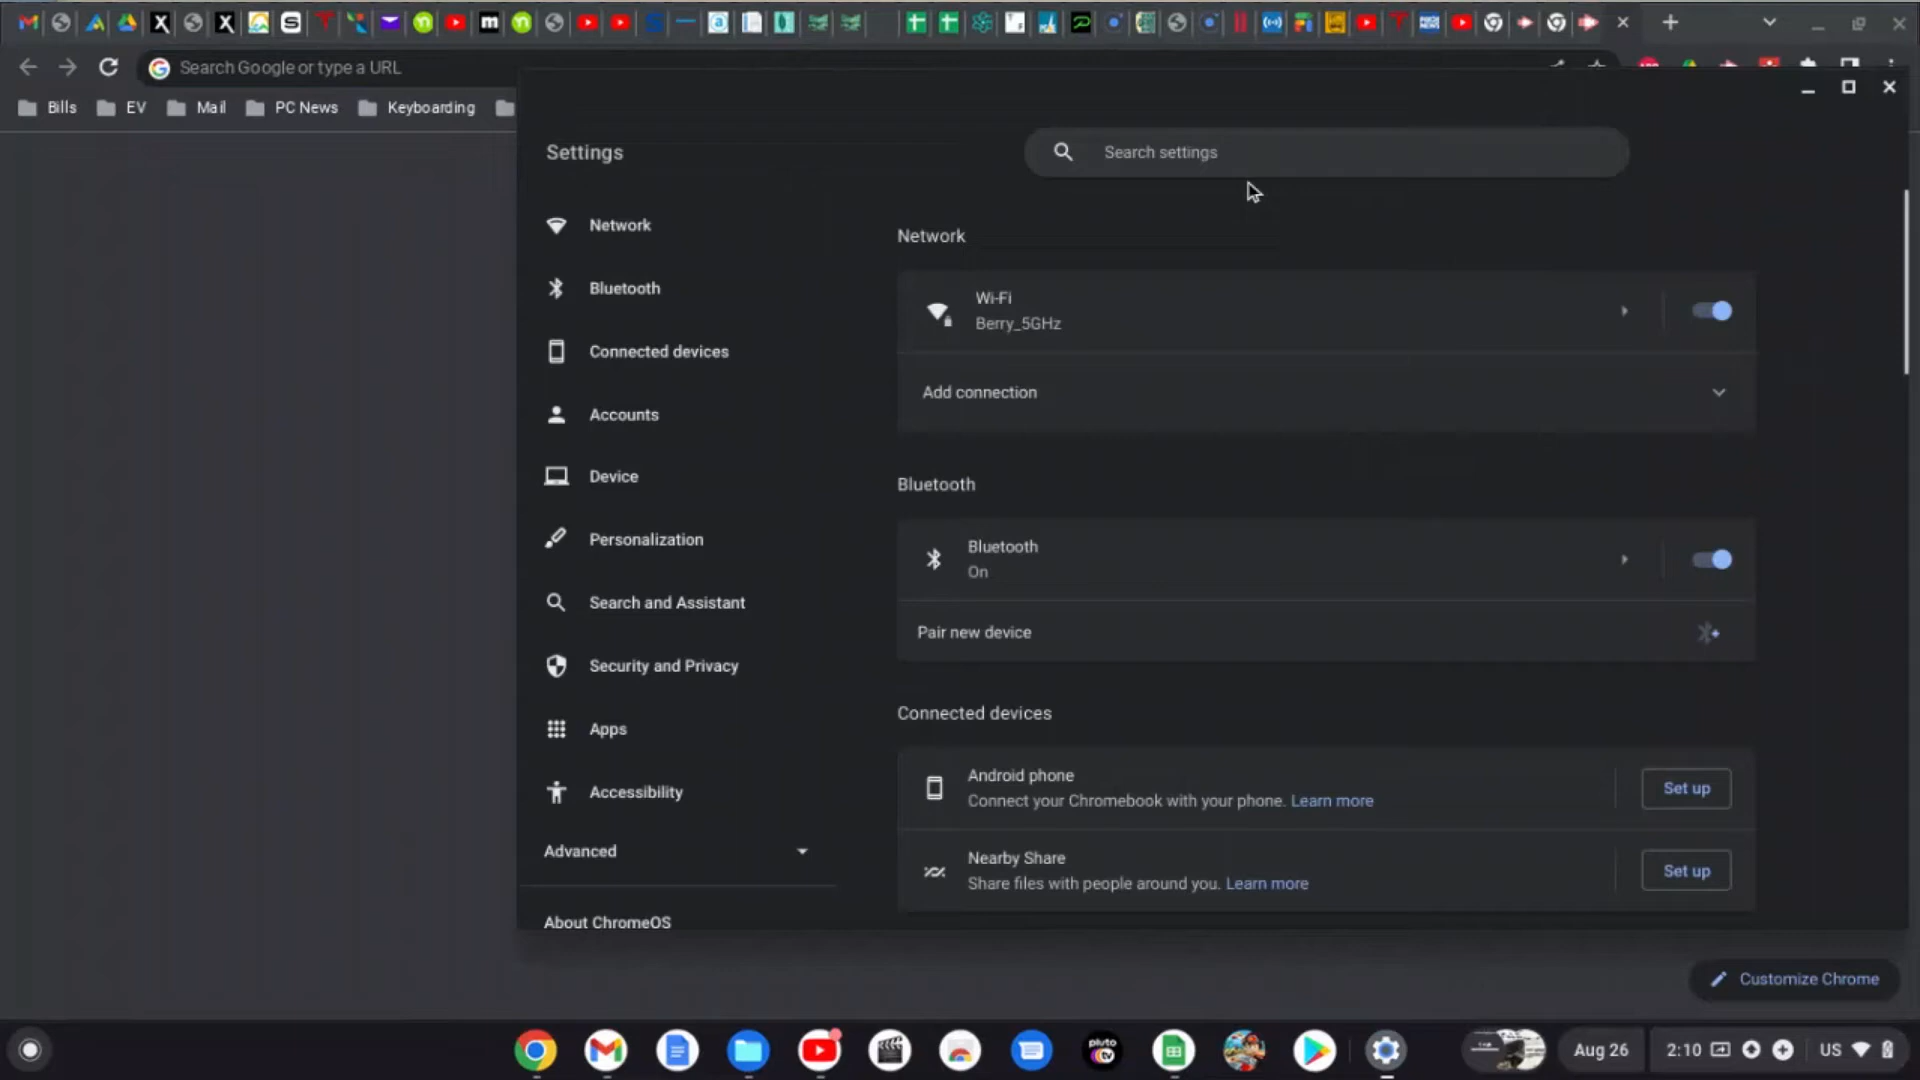 Search Google or type a URL
Bills
EV
Mail
PC News
Keyboarding
Settings
Search settings
Network
Bluetooth
Connected devices
Accounts
Device
Personalization
Search and Assistant
Security and Privacy
Apps
Accessibility
Advanced
About ChromeOS
Network
Wi-Fi
Berry_5GHz
Add connection
Bluetooth
Bluetooth
On
Pair new device
Connected devices
Android phone
Connect your Chromebook with your phone. Learn more
Set up
Nearby Share
Share files with people around you. Learn more
Set up
Customize Chrome
pluto tv
Aug 26
2:10
US